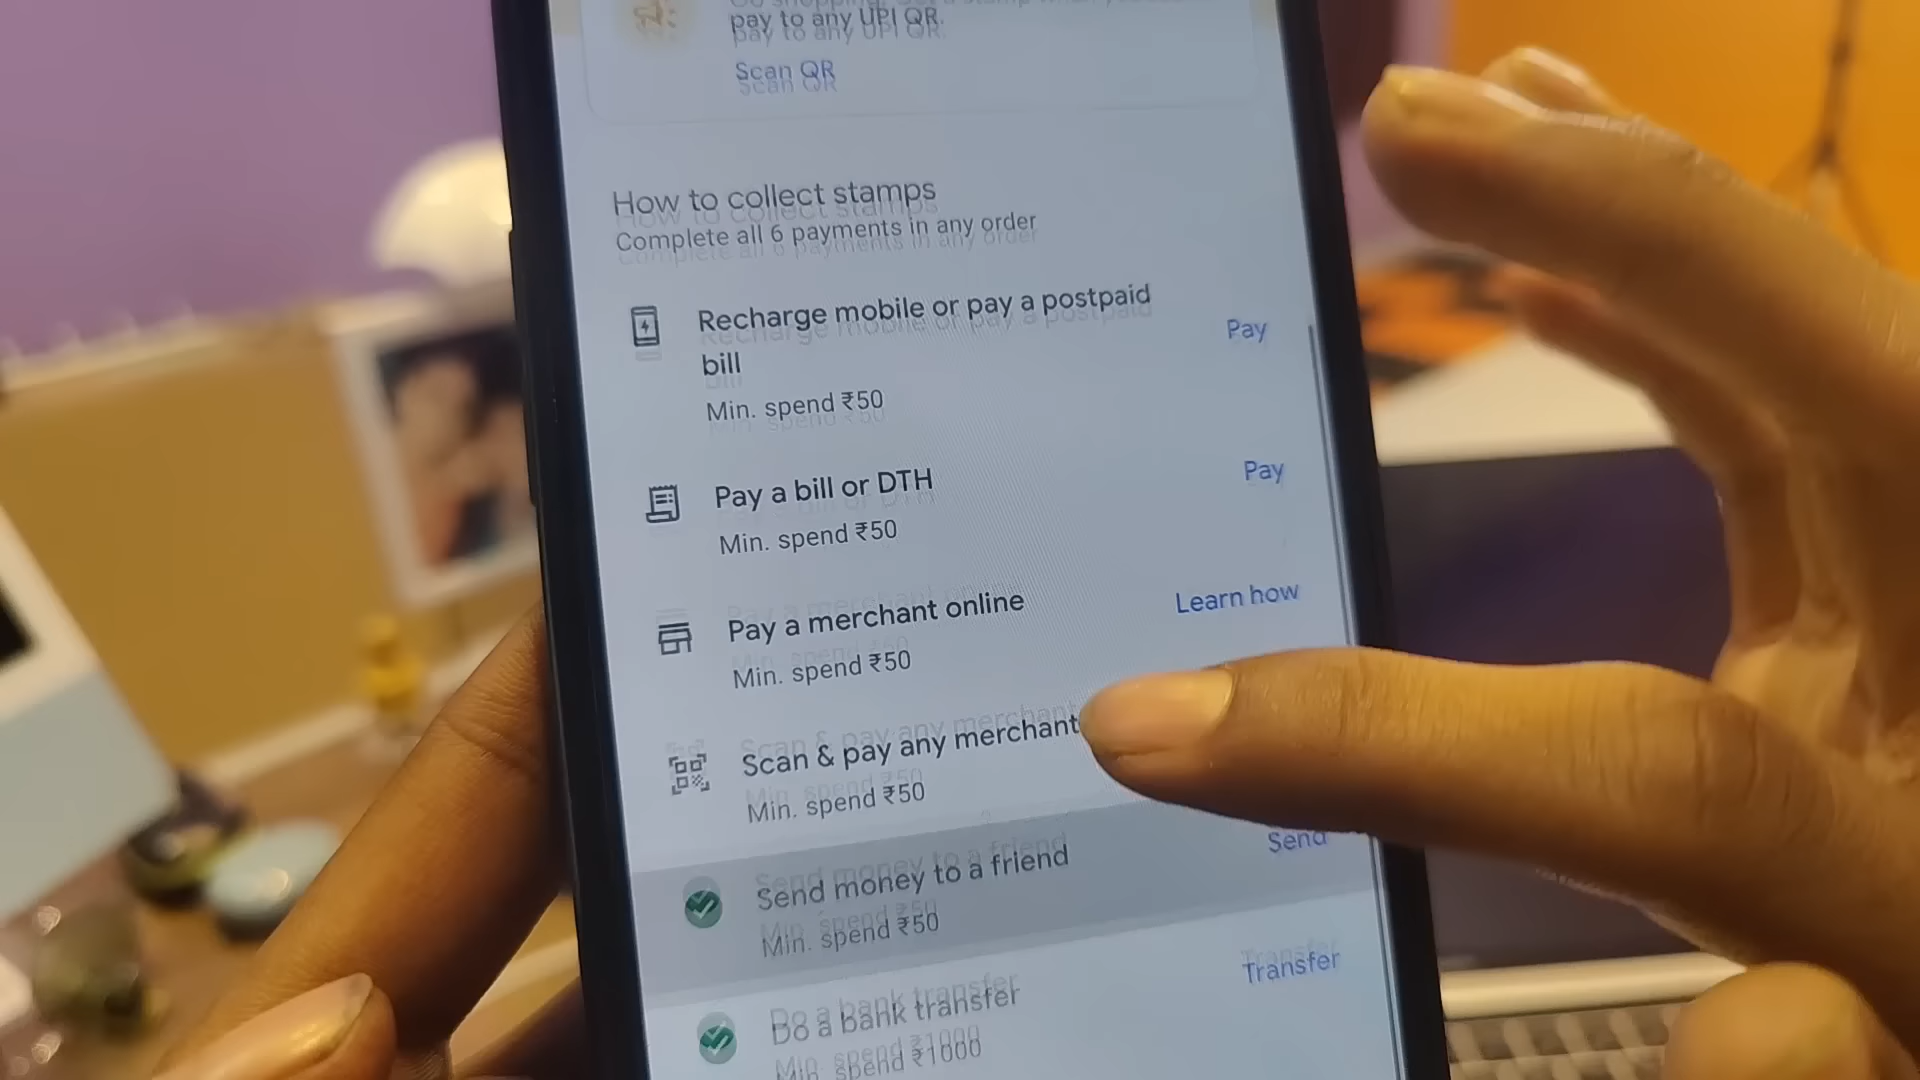 pay to any UPI QR.
Scan QR
How to collect stamps
Complete all 6 payments in any order
Recharge mobile or pay a postpaid
bill
Pay
Min. spend ₹50
Pay a bill or DTH
Pay
Min. spend ₹50
Pay a merchant online
Learn how
Min. spend ₹50
Scan & pay any merchant
Min. spend ₹50
Send money to a friend
Send
Min. spend ₹50
Do a bank transfer
Transfer
Min. spend ₹1000